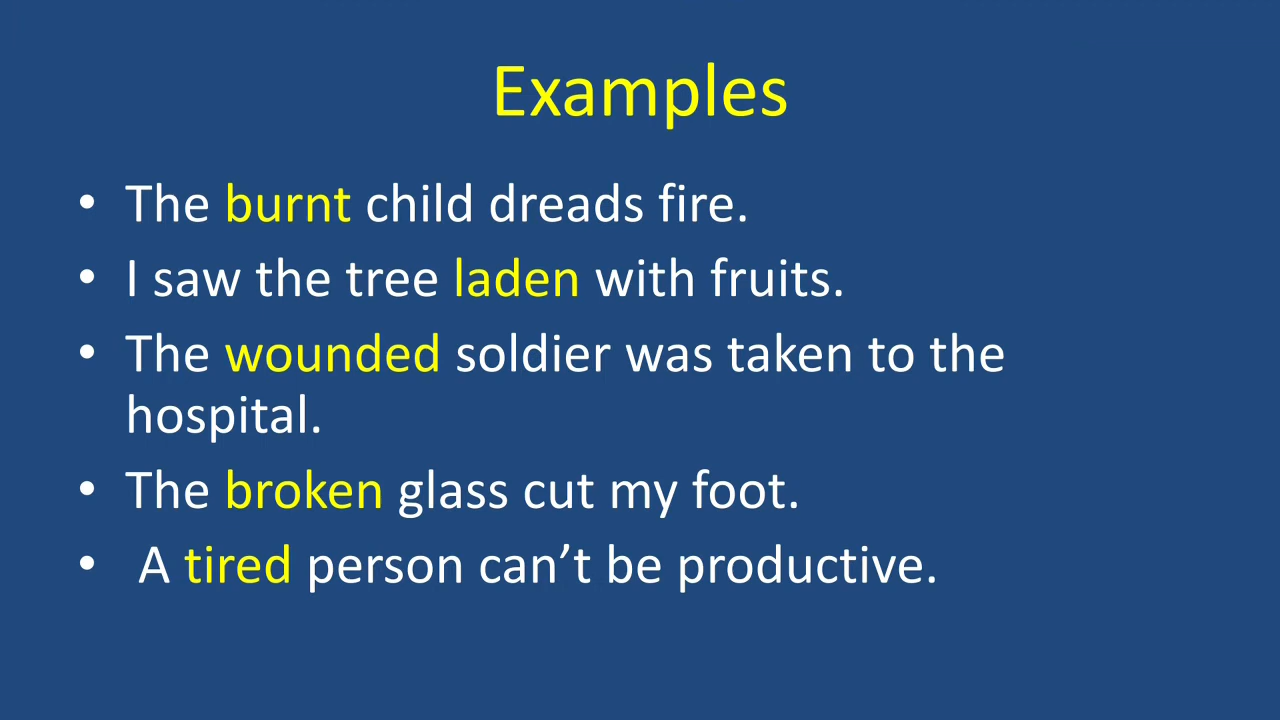 Examples
• The burnt child dreads fire.
• I saw the tree laden with fruits.
• The wounded soldier was taken to the
hospital.
• The broken glass cut my foot.
• A tired person can’t be productive.